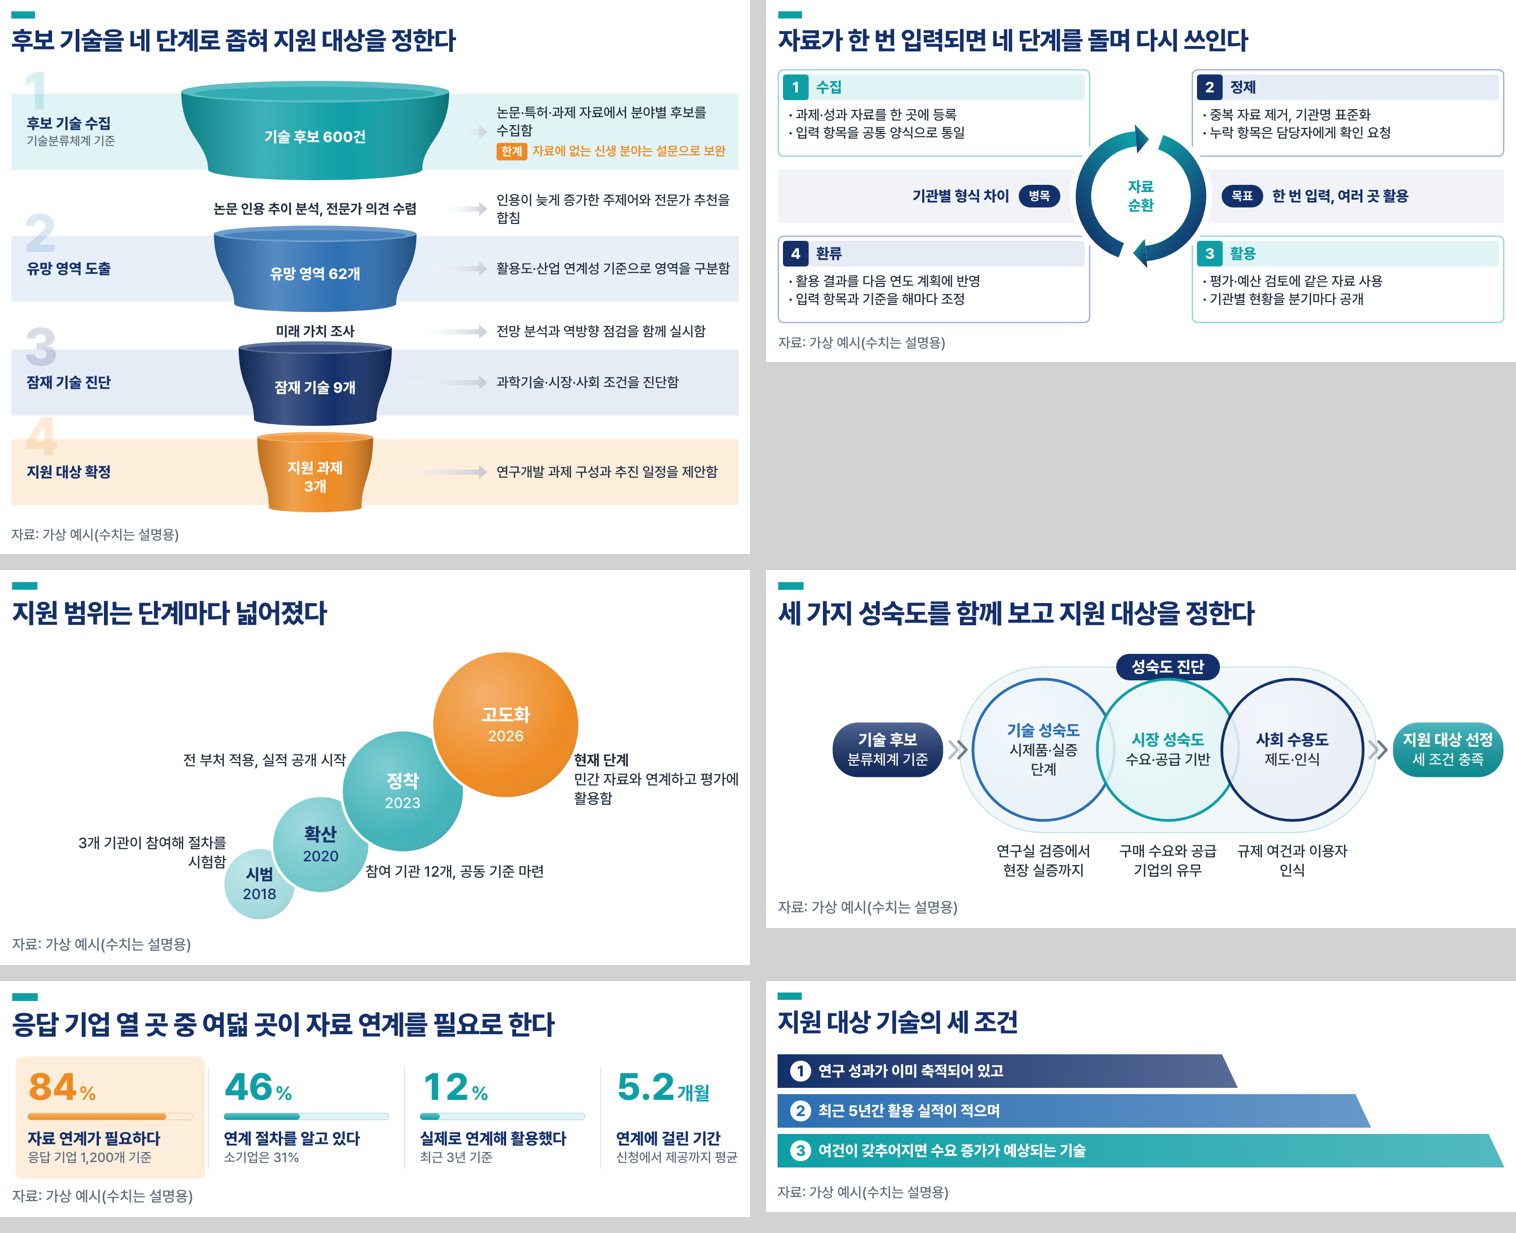 후보 기술을 네 단계로 좁혀 지원 대상을 정한다
1
후보 기술 수집
기술분류체계 기준
기술 후보 600건
논문·특허·과제 자료에서 분야별 후보를
수집함
한계 자료에 없는 신생 분야는 설문으로 보완
논문 인용 추이 분석, 전문가 의견 수렴
인용이 늦게 증가한 주제어와 전문가 추천을
합침
2
유망 영역 도출
유망 영역 62개
활용도·산업 연계성 기준으로 영역을 구분함
미래 가치 조사
전망 분석과 역방향 점검을 함께 실시함
3
잠재 기술 진단
잠재 기술 9개
과학기술·시장·사회 조건을 진단함
4
지원 대상 확정
지원 과제
3개
연구개발 과제 구성과 추진 일정을 제안함
자료: 가상 예시(수치는 설명용)
자료가 한 번 입력되면 네 단계를 돌며 다시 쓰인다
1 수집
· 과제·성과 자료를 한 곳에 등록
· 입력 항목을 공통 양식으로 통일
2 정제
· 중복 자료 제거, 기관명 표준화
· 누락 항목은 담당자에게 확인 요청
기관별 형식 차이 병목
자료
순환
목표 한 번 입력, 여러 곳 활용
4 환류
· 활용 결과를 다음 연도 계획에 반영
· 입력 항목과 기준을 해마다 조정
3 활용
· 평가·예산 검토에 같은 자료 사용
· 기관별 현황을 분기마다 공개
자료: 가상 예시(수치는 설명용)
지원 범위는 단계마다 넓어졌다
고도화
2026
현재 단계
민간 자료와 연계하고 평가에
활용함
전 부처 적용, 실적 공개 시작
정착
2023
3개 기관이 참여해 절차를
시험함
확산
2020
참여 기관 12개, 공동 기준 마련
시범
2018
자료: 가상 예시(수치는 설명용)
세 가지 성숙도를 함께 보고 지원 대상을 정한다
성숙도 진단
기술 후보
분류체계 기준
기술 성숙도
시제품·실증
단계
시장 성숙도
수요·공급 기반
사회 수용도
제도·인식
지원 대상 선정
세 조건 충족
연구실 검증에서
현장 실증까지
구매 수요와 공급
기업의 유무
규제 여건과 이용자
인식
자료: 가상 예시(수치는 설명용)
응답 기업 열 곳 중 여덟 곳이 자료 연계를 필요로 한다
84%
자료 연계가 필요하다
응답 기업 1,200개 기준
46%
연계 절차를 알고 있다
소기업은 31%
12%
실제로 연계해 활용했다
최근 3년 기준
5.2개월
연계에 걸린 기간
신청에서 제공까지 평균
자료: 가상 예시(수치는 설명용)
지원 대상 기술의 세 조건
1 연구 성과가 이미 축적되어 있고
2 최근 5년간 활용 실적이 적으며
3 여건이 갖추어지면 수요 증가가 예상되는 기술
자료: 가상 예시(수치는 설명용)